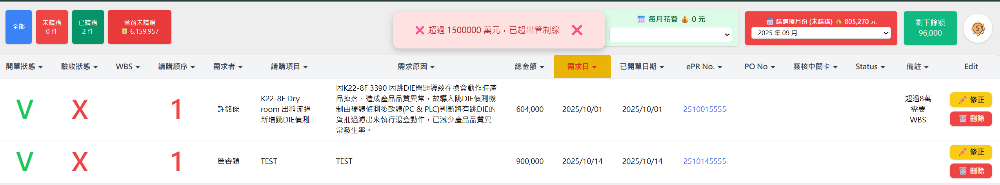 全部
未請購
0 件
已請購
2 件
當前未請購
6,159,957
超過 1500000 萬元，已超出管制線
每月花費 0 元
請選擇月份 (未請購) 805,270 元
2025 年 09 月
剩下餘額
96,000
開單狀態 驗收狀態 WBS 請購順序 需求者 請購項目 需求原因 總金額 需求日 已開單日期 ePR No. PO No 簽核中關卡 Status 備註 Edit
V X 1 許銘傑
K22-8F Dry
room 出料流道
新增跳DIE偵測
因K22-8F 3390 因跳DIE問題導致在換盒動作時產
品掉落，造成產品品質異常，故導入跳DIE偵測機
制由硬體偵測後軟體(PC & PLC)判斷將有跳DIE的
貨批過濾出來執行退盒動作，已減少產品品質異
常發生率。
604,000 2025/10/01 2025/10/01 2510015555
超過8萬
需要
WBS
修正
刪除
V X 1 詹睿穎 TEST TEST 900,000 2025/10/14 2025/10/14 2510145555
修正
刪除